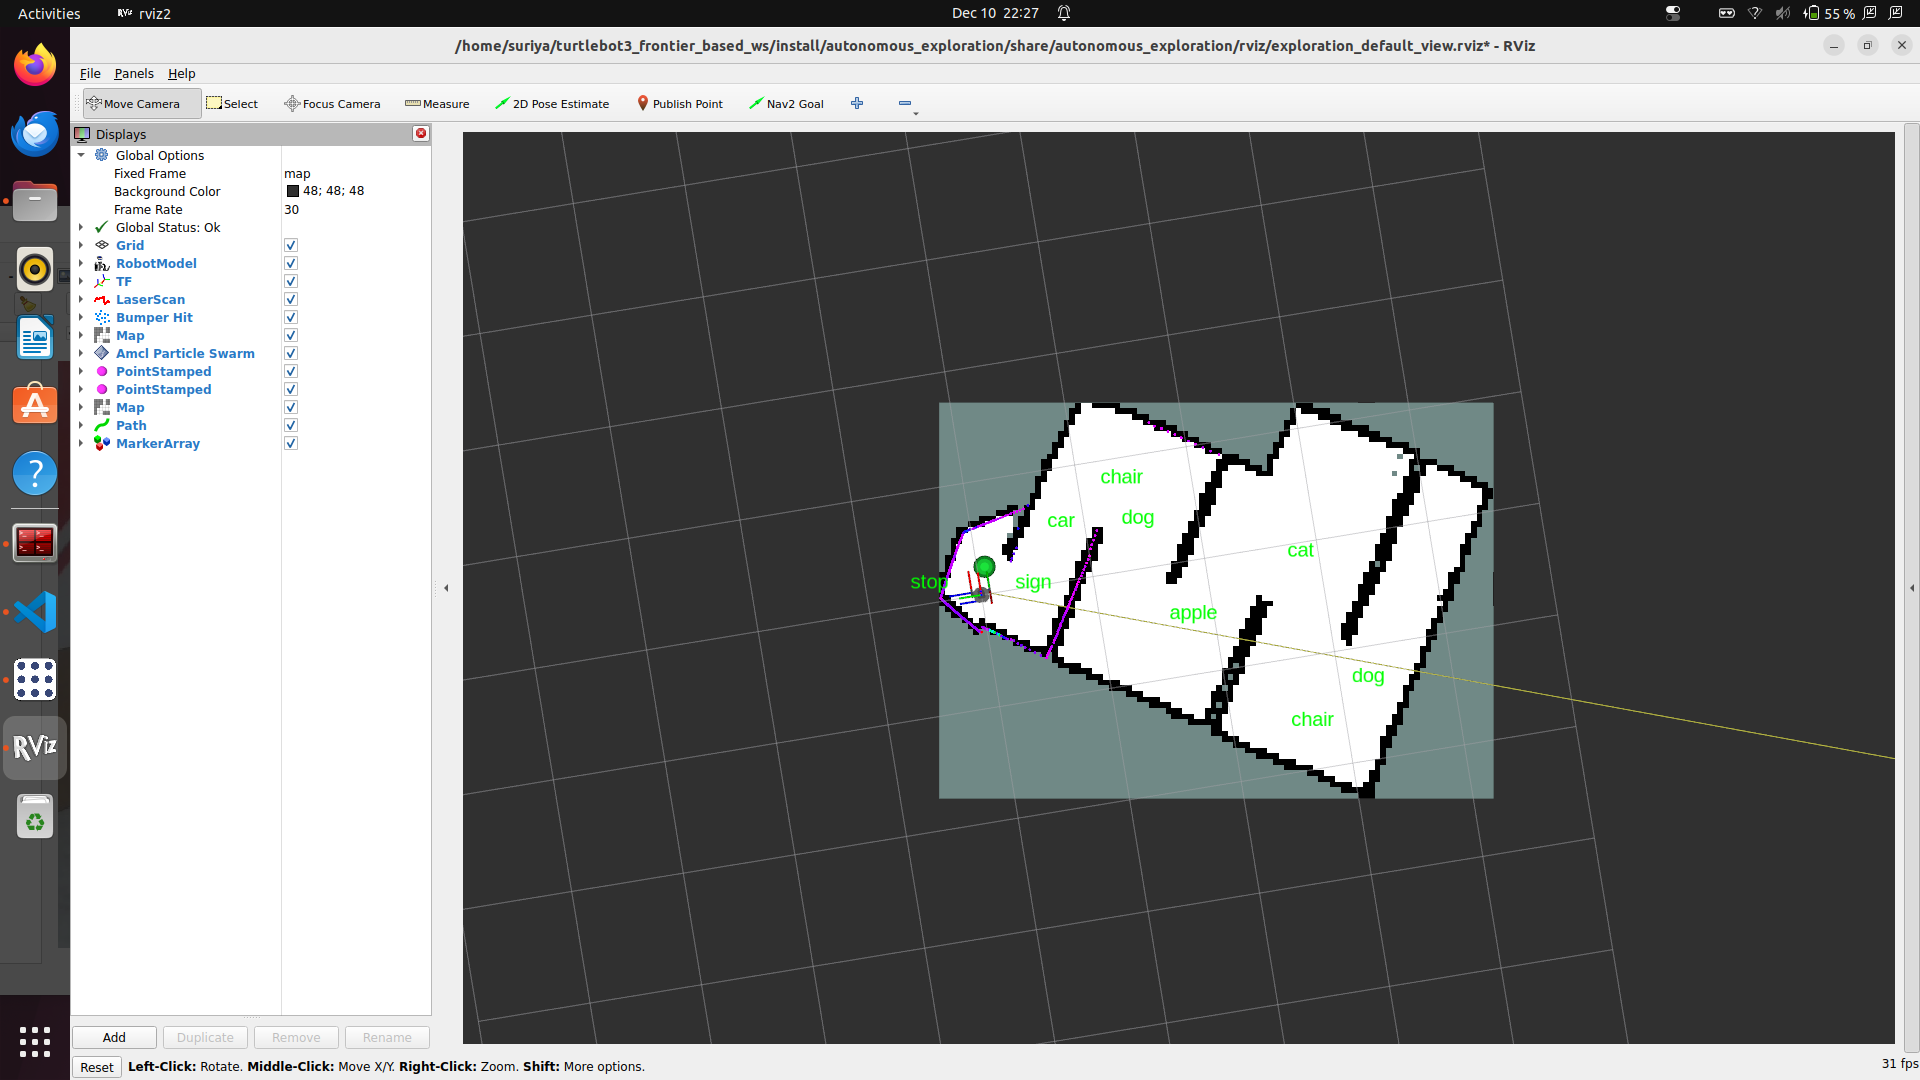 Activities
rviz2
Dec 10 22:27
55 %
/home/suriya/turtlebot3_frontier_based_ws/install/autonomous_exploration/share/autonomous_exploration/rviz/exploration_default_view.rviz* - RViz
File Panels Help
Move Camera Select Focus Camera Measure 2D Pose Estimate Publish Point Nav2 Goal
Displays
Global Options
Fixed Frame map
Background Color 48; 48; 48
Frame Rate 30
Global Status: Ok
Grid
RobotModel
TF
LaserScan
Bumper Hit
Map
Amcl Particle Swarm
PointStamped
PointStamped
Map
Path
MarkerArray
chair
car dog
cat
stop sign
apple
dog
chair
RViz
Add Duplicate Remove Rename
Reset Left-Click: Rotate. Middle-Click: Move X/Y. Right-Click: Zoom. Shift: More options.
31 fps